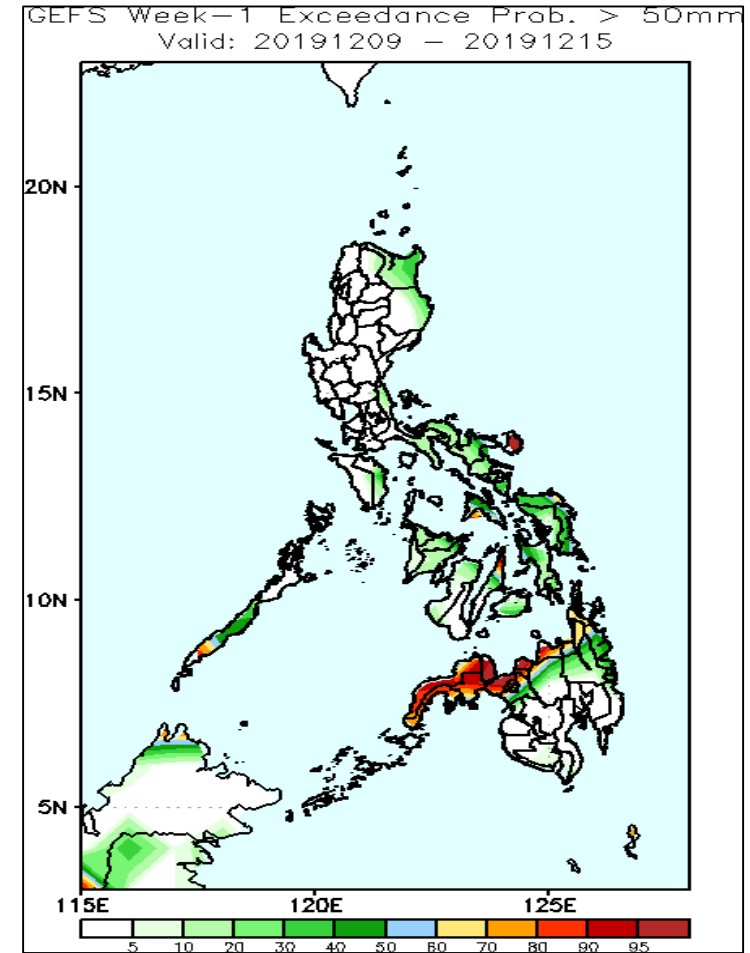 GEFS Week-1 Exceedance Prob. > 50mm
Valid: 20191209 - 20191215
20N
15N
10N
5N
115E 120E 125E
5 10 20 30 40 50 60 70 80 90 95